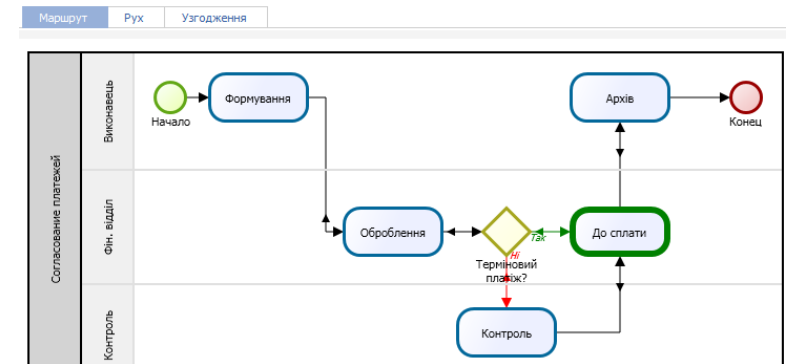 Маршрут
Рух
Узгодження
Согласование платежей
Виконавець
Начало
Формування
Архів
Конец
Фін. відділ
Оброблення
Терміновий
платіж?
Так
Ні
До сплати
Контроль
Контроль